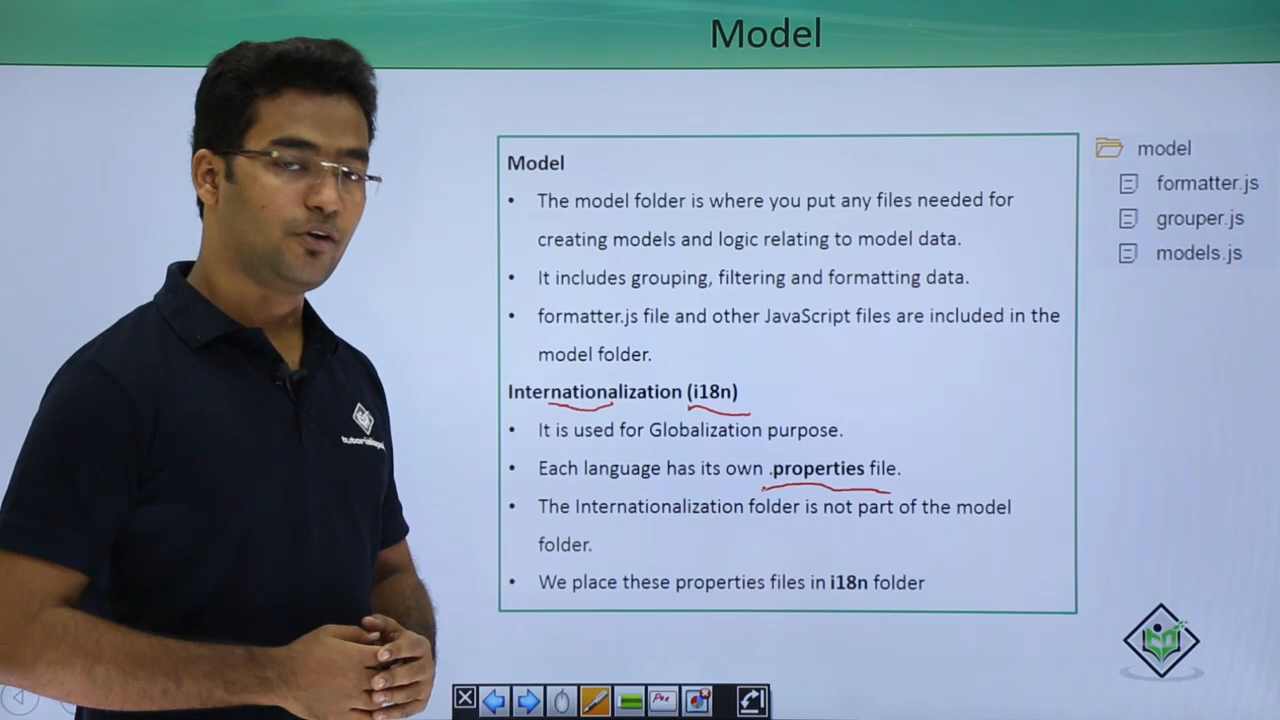 Model
Model
• The model folder is where you put any files needed for
creating models and logic relating to model data.
• It includes grouping, filtering and formatting data.
• formatter.js file and other JavaScript files are included in the
model folder.
Internationalization (i18n)
• It is used for Globalization purpose.
• Each language has its own .properties file.
• The Internationalization folder is not part of the model
folder.
• We place these properties files in i18n folder
model
formatter.js
grouper.js
models.js